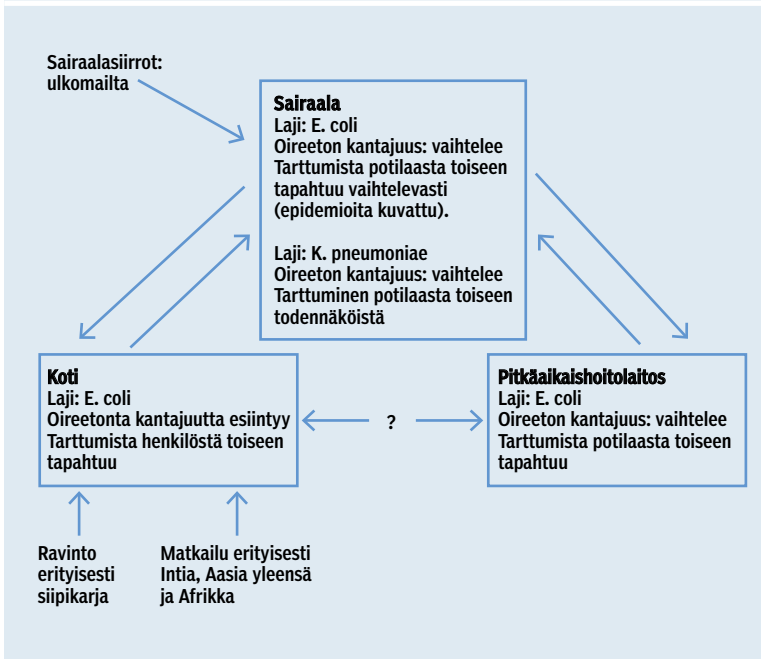 Sairaalasiirrot:
ulkomailta
Sairaala
Laji: E. coli
Oireeton kantajuus: vaihtelee
Tarttumista potilaasta toiseen
tapahtuu vaihtelevasti
(epidemioita kuvattu).
Laji: K. pneumoniae
Oireeton kantajuus: vaihtelee
Tarttuminen potilaasta toiseen
todennäköistä
Koti
Laji: E. coli
Oireetonta kantajuutta esiintyy
Tarttumista henkilöstä toiseen
tapahtuu
?
Pitkäaikaishoitolaitos
Laji: E. coli
Oireeton kantajuus: vaihtelee
Tarttumista potilaasta toiseen
tapahtuu
Ravinto
erityisesti
siipikarja
Matkailu erityisesti
Intia, Aasia yleensä
ja Afrikka